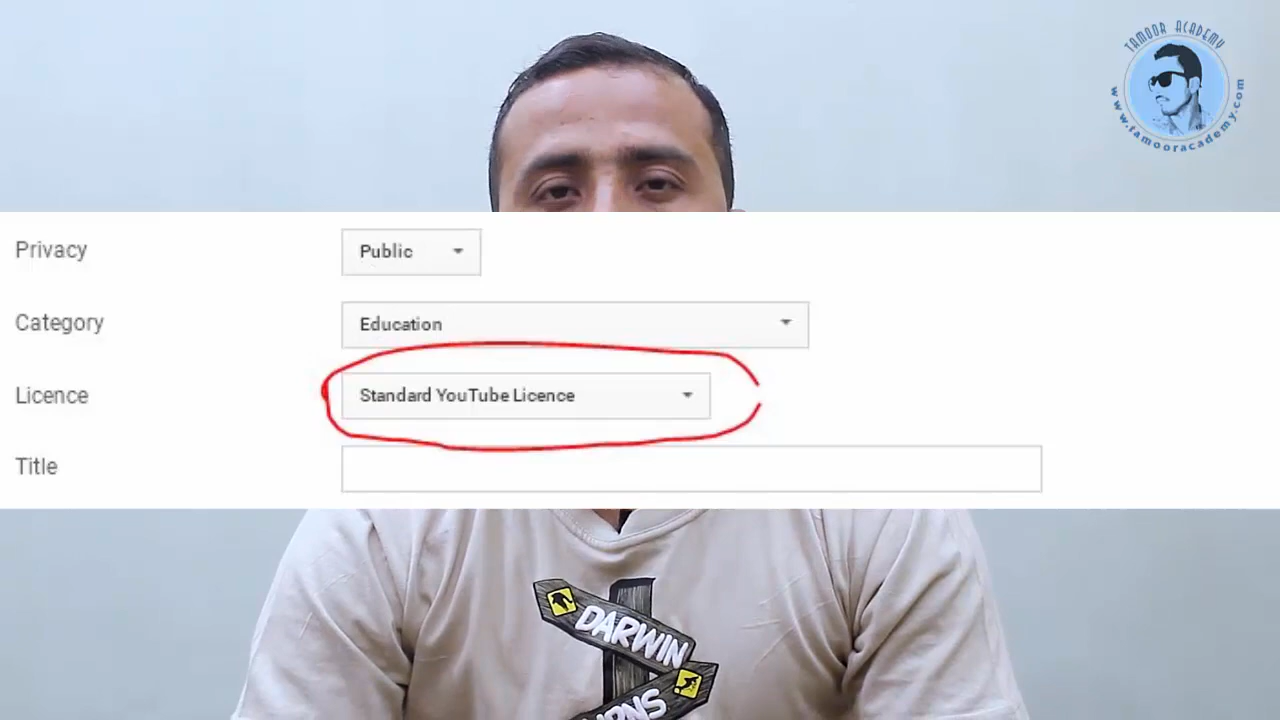 TAMOOR ACADEMY
www.tamooracademy.com
Privacy
Public
Category
Education
Licence
Standard YouTube Licence
Title
DARWIN